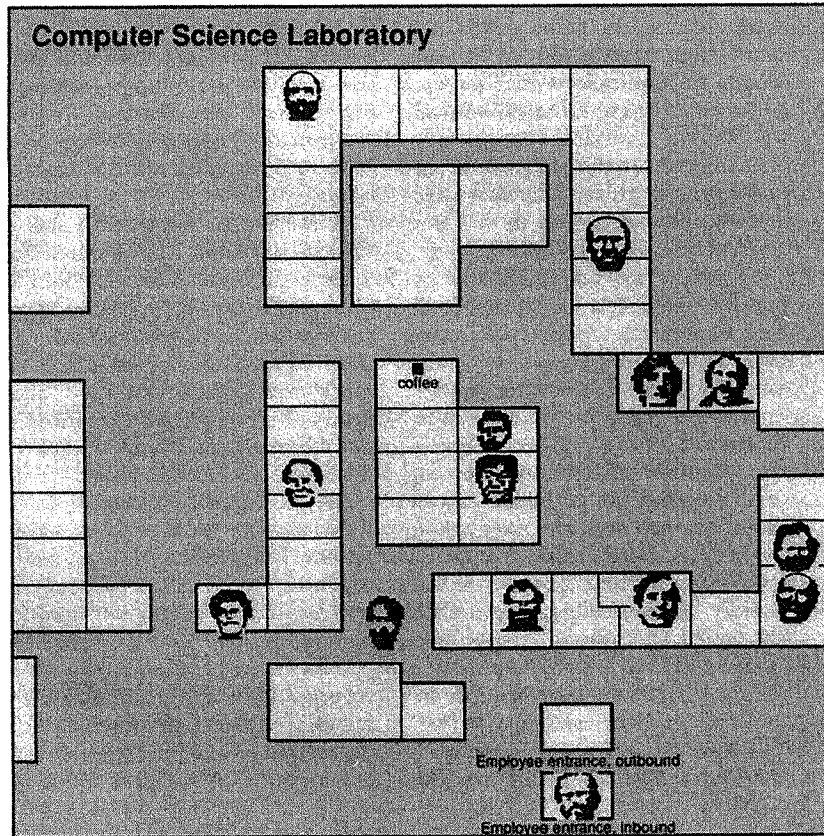 Computer Science Laboratory
coffee
Employee entrance, outbound
Employee entrance, inbound